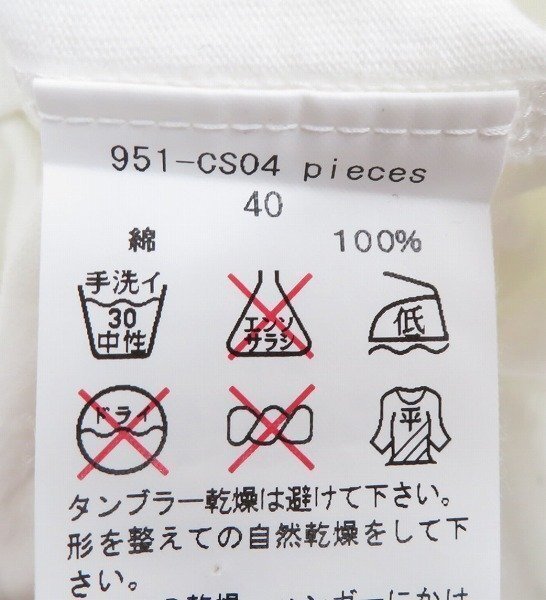 951-CS04 pieces
40
綿 100%
手洗イ
30
中性
エンソ
サラシ
低
ドライ
平
タンブラー乾燥は避けて下さい。
形を整えての自然乾燥をして下
さい。